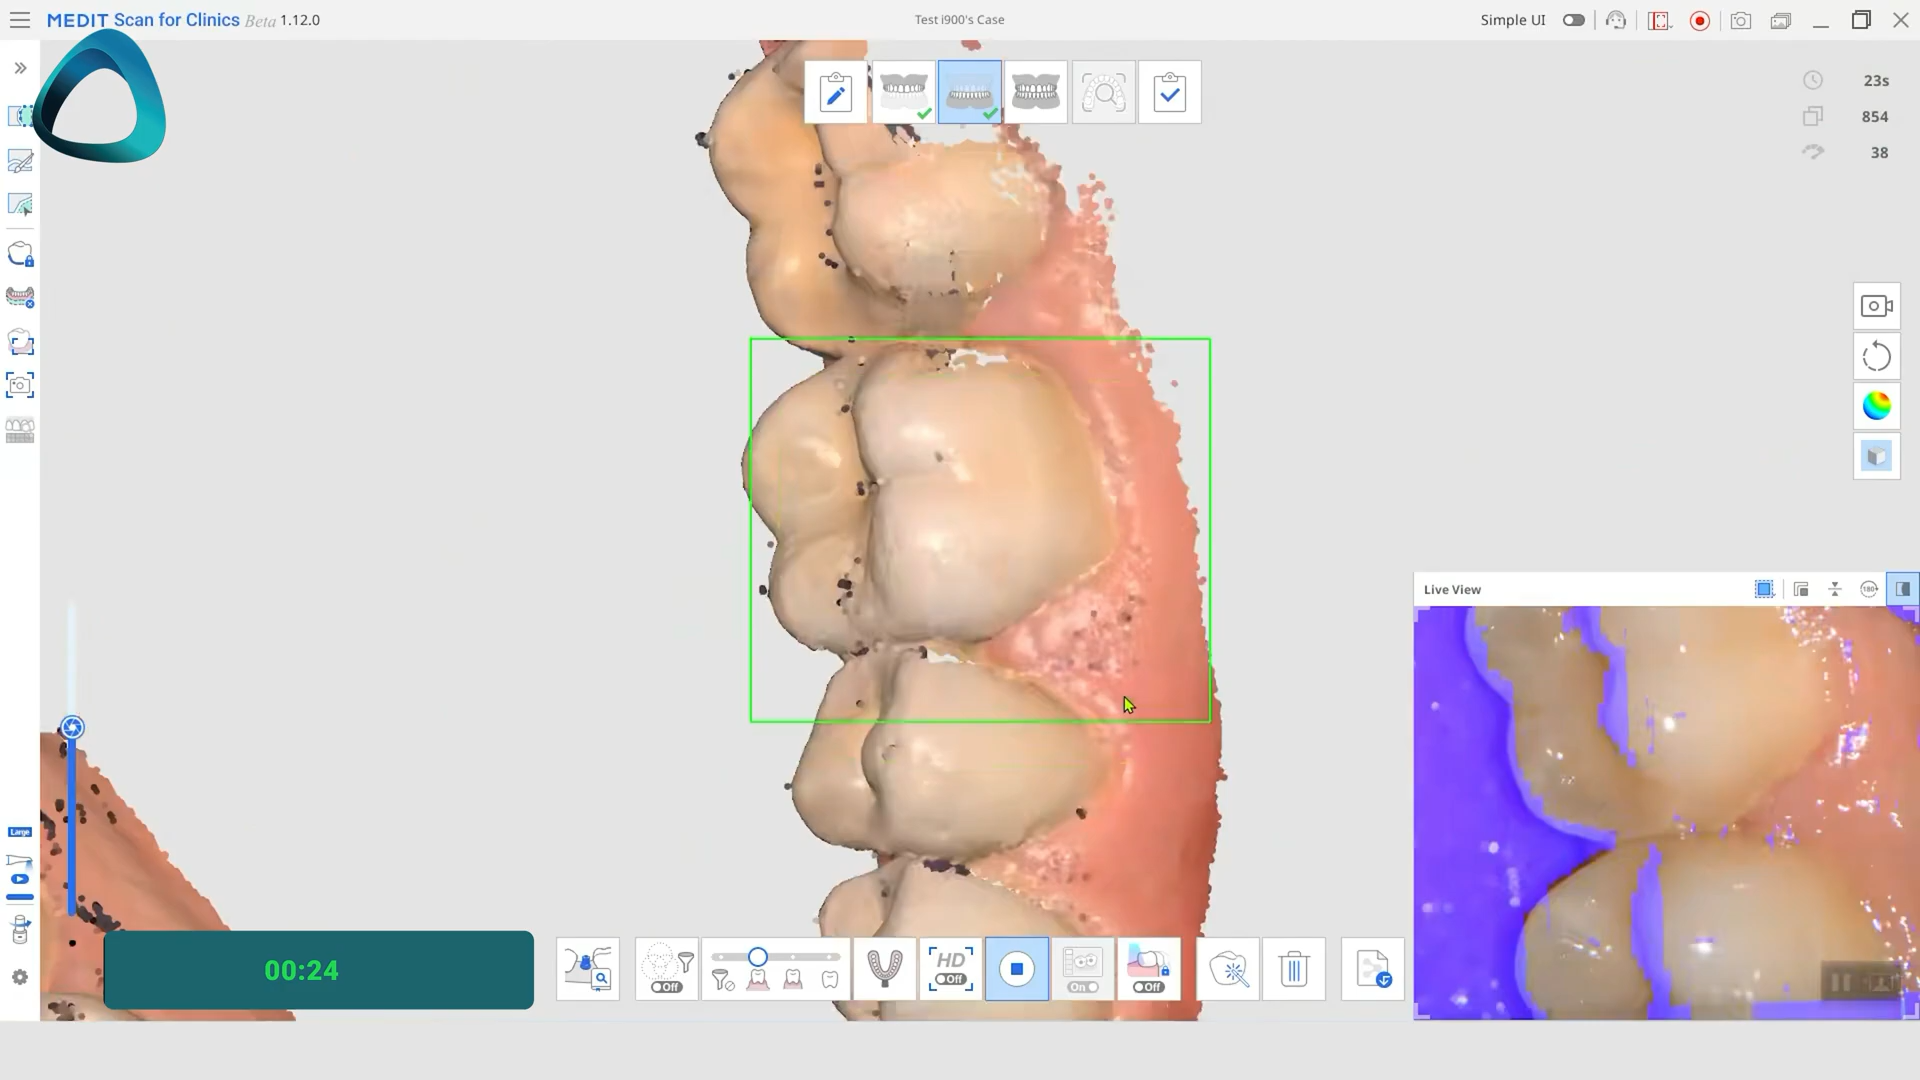 MEDIT Scan for Clinics Beta 1.12.0
Test i900's Case
Simple UI
23s
854
38
Live View
180°
Large
00:24
Off
HD
Off
On
Off